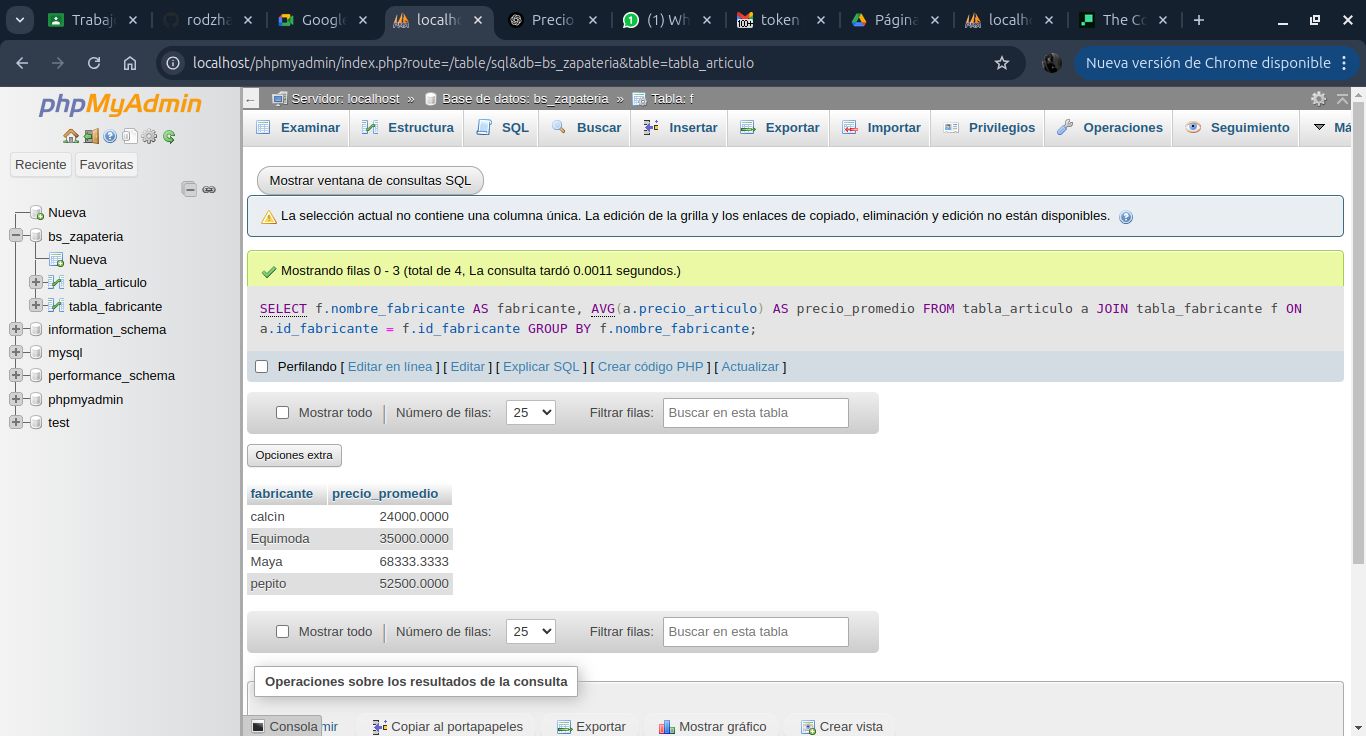 Trabajo
rodzha
Google
localho
Precio
(1) Wh
100+
token
Página
localho
The Co
localhost/phpmyadmin/index.php?route=/table/sql&db=bs_zapateria&table=tabla_articulo
Nueva versión de Chrome disponible
phpMyAdmin
Reciente
Favoritas
Nueva
bs_zapateria
Nueva
tabla_articulo
tabla_fabricante
information_schema
mysql
performance_schema
phpmyadmin
test
Servidor: localhost » Base de datos: bs_zapateria » Tabla: f
Examinar Estructura SQL Buscar Insertar Exportar Importar Privilegios Operaciones Seguimiento Má
Mostrar ventana de consultas SQL
La selección actual no contiene una columna única. La edición de la grilla y los enlaces de copiado, eliminación y edición no están disponibles.
Mostrando filas 0 - 3 (total de 4, La consulta tardó 0.0011 segundos.)
SELECT f.nombre_fabricante AS fabricante, AVG(a.precio_articulo) AS precio_promedio FROM tabla_articulo a JOIN tabla_fabricante f ON
a.id_fabricante = f.id_fabricante GROUP BY f.nombre_fabricante;
Perfilando [ Editar en línea ] [ Editar ] [ Explicar SQL ] [ Crear código PHP ] [ Actualizar ]
Mostrar todo | Número de filas: 25 Filtrar filas: Buscar en esta tabla
Opciones extra
fabricante precio_promedio
calcìn 24000.0000
Equimoda 35000.0000
Maya 68333.3333
pepito 52500.0000
Mostrar todo | Número de filas: 25 Filtrar filas: Buscar en esta tabla
Operaciones sobre los resultados de la consulta
Consola mir Copiar al portapapeles Exportar Mostrar gráfico Crear vista